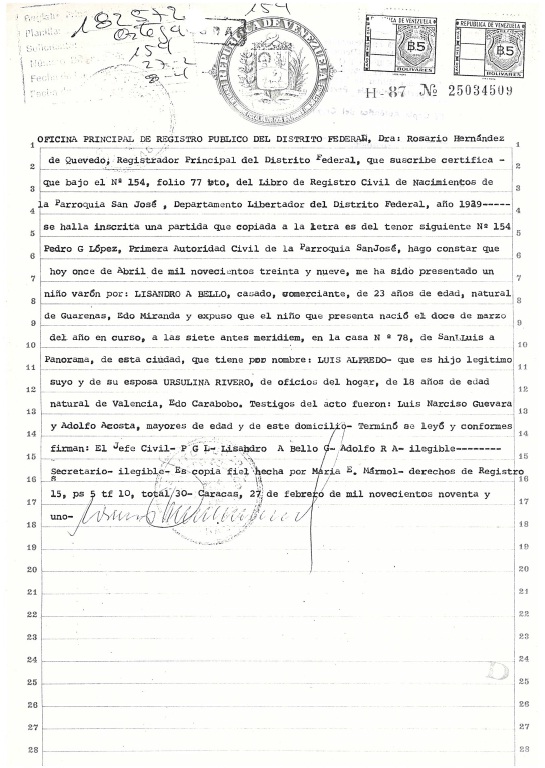 154
182572
Ortega
154
REPUBLICA DE VENEZUELA
REPUBLICA DE VENEZUELA
REPUBLICA DE VENEZUELA
B5
B5
BOLIVARES
BOLIVARES
H-87 Nº 25034509
1 OFICINA PRINCIPAL DE REGISTRO PUBLICO DEL DISTRITO FEDERAL, Dra: Rosario Hernández 1
2 de Quevedo; Registrador Principal del Distrito Federal, que suscribe certifica - 2
3 que bajo el Nº 154, folio 77 vto, del Libro de Registro Civil de Nacimientos de 3
4 la Parroquia San José , Departamento Libertador del Distrito Federal, año 1939----- 4
5 se halla inscrita una partida que copiada a la letra es del tenor siguiente Nº 154 5
6 Pedro G López, Primera Autoridad Civil de la Parroquia SanJosé, hago constar que 6
7 hoy once de Abril de mil novecientos treinta y nueve, me ha sido presentado un 7
8 niño varón por: LISANDRO A BELLO, casado, comerciante, de 23 años de edad, natural 8
9 de Guarenas, Edo Miranda y expuso que el niño que presenta nació el doce de marzo 9
10 del año en curso, a las siete antes meridiem, en la casa N º 78, de SanLuis a 10
11 Panorama, de esta ciudad, que tiene por nombre: LUIS ALFREDO- que es hijo legitimo 11
12 suyo y de su esposa URSULINA RIVERO, de oficios del hogar, de 18 años de edad 12
13 natural de Valencia, Edo Carabobo. Testigos del acto fueron: Luis Narciso Guevara 13
14 y Adolfo Acosta, mayores de edad y de este domicilio- Terminó se leyó y conformes 14
15 firman: El Jefe Civil- P G L- Lisandro A Bello G- Adolfo R A- ilegible-------- 15
16 Secretario- ilegible- Es copia fiel hecha por Maria E. Mármol- derechos de Registro 16
17 15, ps 5 tf 10, total 30- Caracas, 27 de febrero de mil novecientos noventa y 17
18 uno- 18
19 19
20 20
21 21
22 22
23 23
24 24
25 25
26 26
27 27
28 28